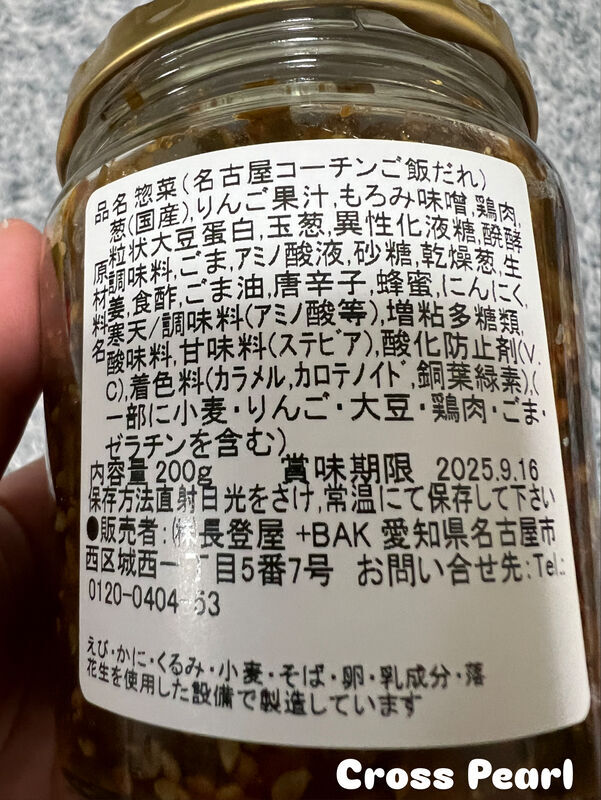 品名 惣菜(名古屋コーチンご飯だれ)
原材料名
葱(国産),りんご果汁,もろみ味噌,鶏肉,
粒状大豆蛋白,玉葱,異性化液糖,醗酵
調味料,ごま,アミノ酸液,砂糖,乾燥葱,生
姜,食酢,ごま油,唐辛子,蜂蜜,にんにく,
寒天/調味料(アミノ酸等),増粘多糖類,
酸味料,甘味料(ステビア),酸化防止剤(V.
C),着色料(カラメル,カロテノイド,銅葉緑素),(
一部に小麦・りんご・大豆・鶏肉・ごま・
ゼラチンを含む)
内容量 200g 賞味期限 2025.9.16
保存方法直射日光をさけ,常温にて保存して下さい
●販売者:㈱長登屋 +BAK 愛知県名古屋市
西区城西一丁目5番7号 お問い合せ先:Tel.:
えび・かに・くるみ・小麦・そば・卵・乳成分・落
花生を使用した設備で製造しています
Cross Pearl